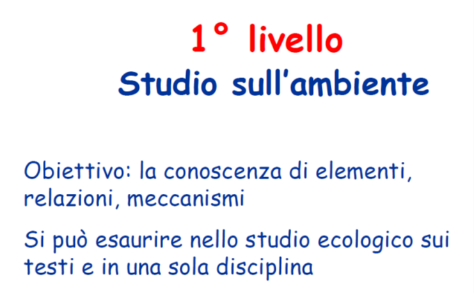 1° livello
Studio sull'ambiente
Obiettivo: la conoscenza di elementi,
relazioni, meccanismi
Si può esaurire nello studio ecologico sui
testi e in una sola disciplina